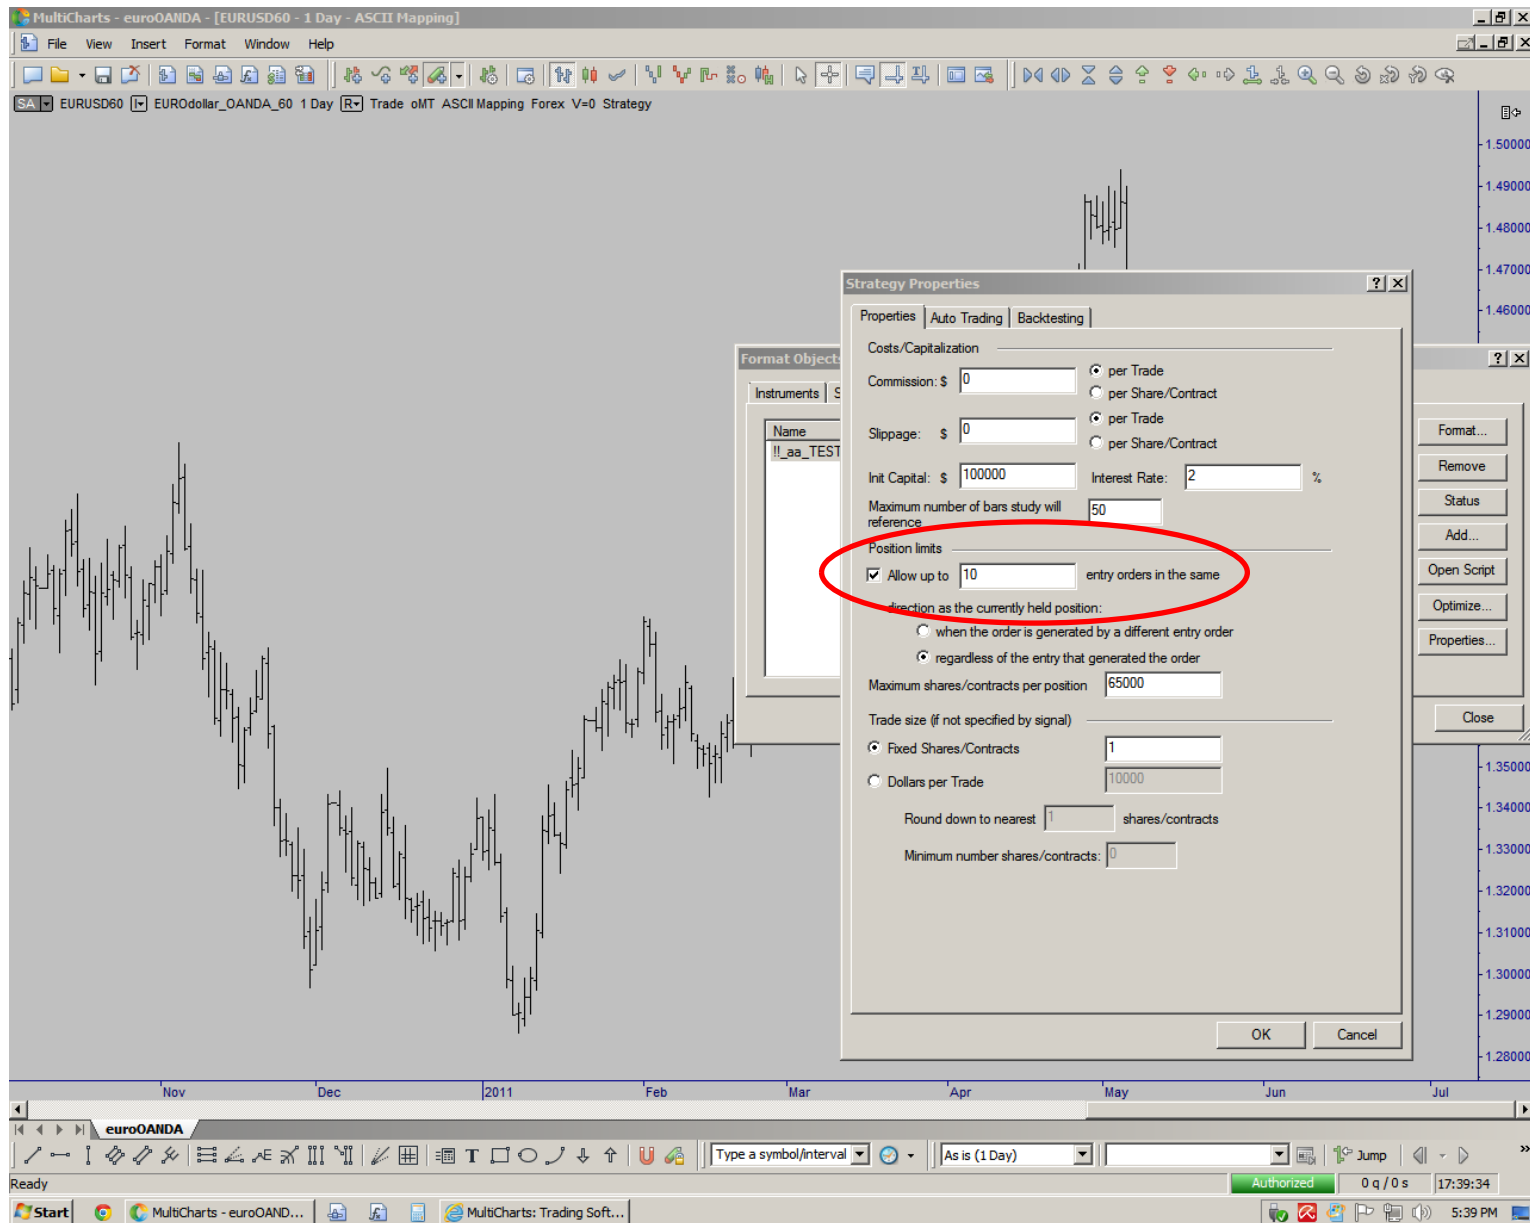 MultiCharts - euroOANDA - [EURUSD60 - 1 Day - ASCII Mapping]
File View Insert Format Window Help
SA EURUSD60 EUROdollar_OANDA_60 1 Day R Trade oMT ASCII Mapping Forex V=0 Strategy
1.50000
1.49000
1.48000
1.47000
1.46000
Strategy Properties
Properties Auto Trading Backtesting
Costs/Capitalization
Commission: $ 0
per Trade
per Share/Contract
Slippage: $ 0
per Trade
per Share/Contract
Init Capital: $ 100000 Interest Rate: 2 %
Maximum number of bars study will
reference 50
Position limits
Allow up to 10 entry orders in the same
direction as the currently held position:
when the order is generated by a different entry order
regardless of the entry that generated the order
Maximum shares/contracts per position 65000
Trade size (if not specified by signal)
Fixed Shares/Contracts 1
Dollars per Trade 10000
Round down to nearest 1 shares/contracts
Minimum number shares/contracts: 0
OK Cancel
Format Object
Instruments S
Name
!!_aa_TEST
Format...
Remove
Status
Add...
Open Script
Optimize...
Properties...
Close
1.35000
1.34000
1.33000
1.32000
1.31000
1.30000
1.29000
1.28000
Nov Dec 2011 Feb Mar Apr May Jun Jul
euroOANDA
Type a symbol/interval As is (1 Day) Jump
Ready Authorized 0 q / 0 s 17:39:34
Start MultiCharts - euroOAND... MultiCharts: Trading Soft... 5:39 PM